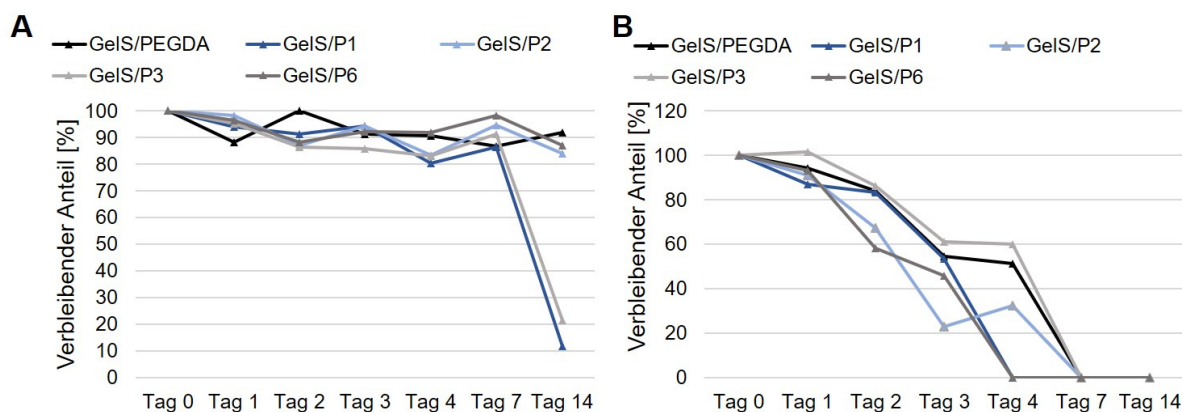 A
GelS/PEGDA GelS/P1 GelS/P2
GelS/P3 GelS/P6
Verbleibender Anteil [%]
100
90
80
70
60
50
40
30
20
10
0
Tag 0 Tag 1 Tag 2 Tag 3 Tag 4 Tag 7 Tag 14
B
GelS/PEGDA GelS/P1 GelS/P2
GelS/P3 GelS/P6
Verbleibender Anteil [%]
120
100
80
60
40
20
0
Tag 0 Tag 1 Tag 2 Tag 3 Tag 4 Tag 7 Tag 14